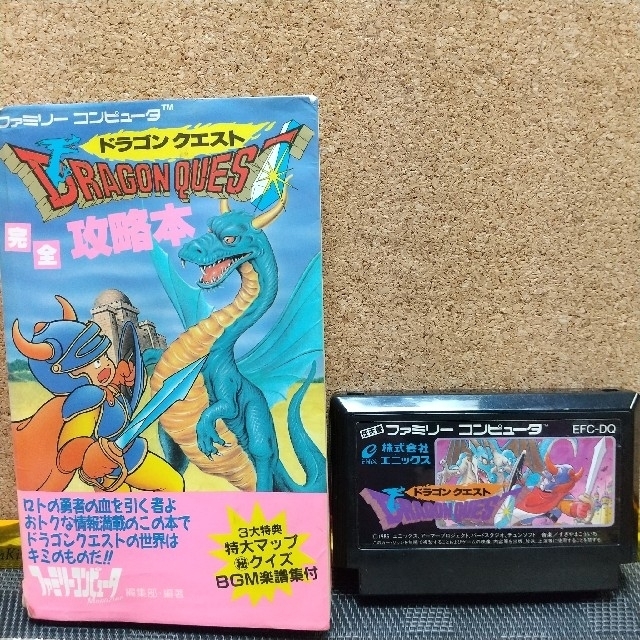 ファミリー コンピュータ™
ドラゴン クエスト
DRAGON QUEST
完全
攻略本
ロトの勇者の血を引く者よ
おトクな情報満載のこの本で
ドラゴンクエストの世界は
キミのものだ!!
ファミリーコンピュータ
編集部・編著
3大特典
特大マップ
㊙クイズ
BGM楽譜集付
ファミリー コンピュータ™
EFC-DQ
株式会社
エニックス
ドラゴン クエスト
DRAGON QUEST